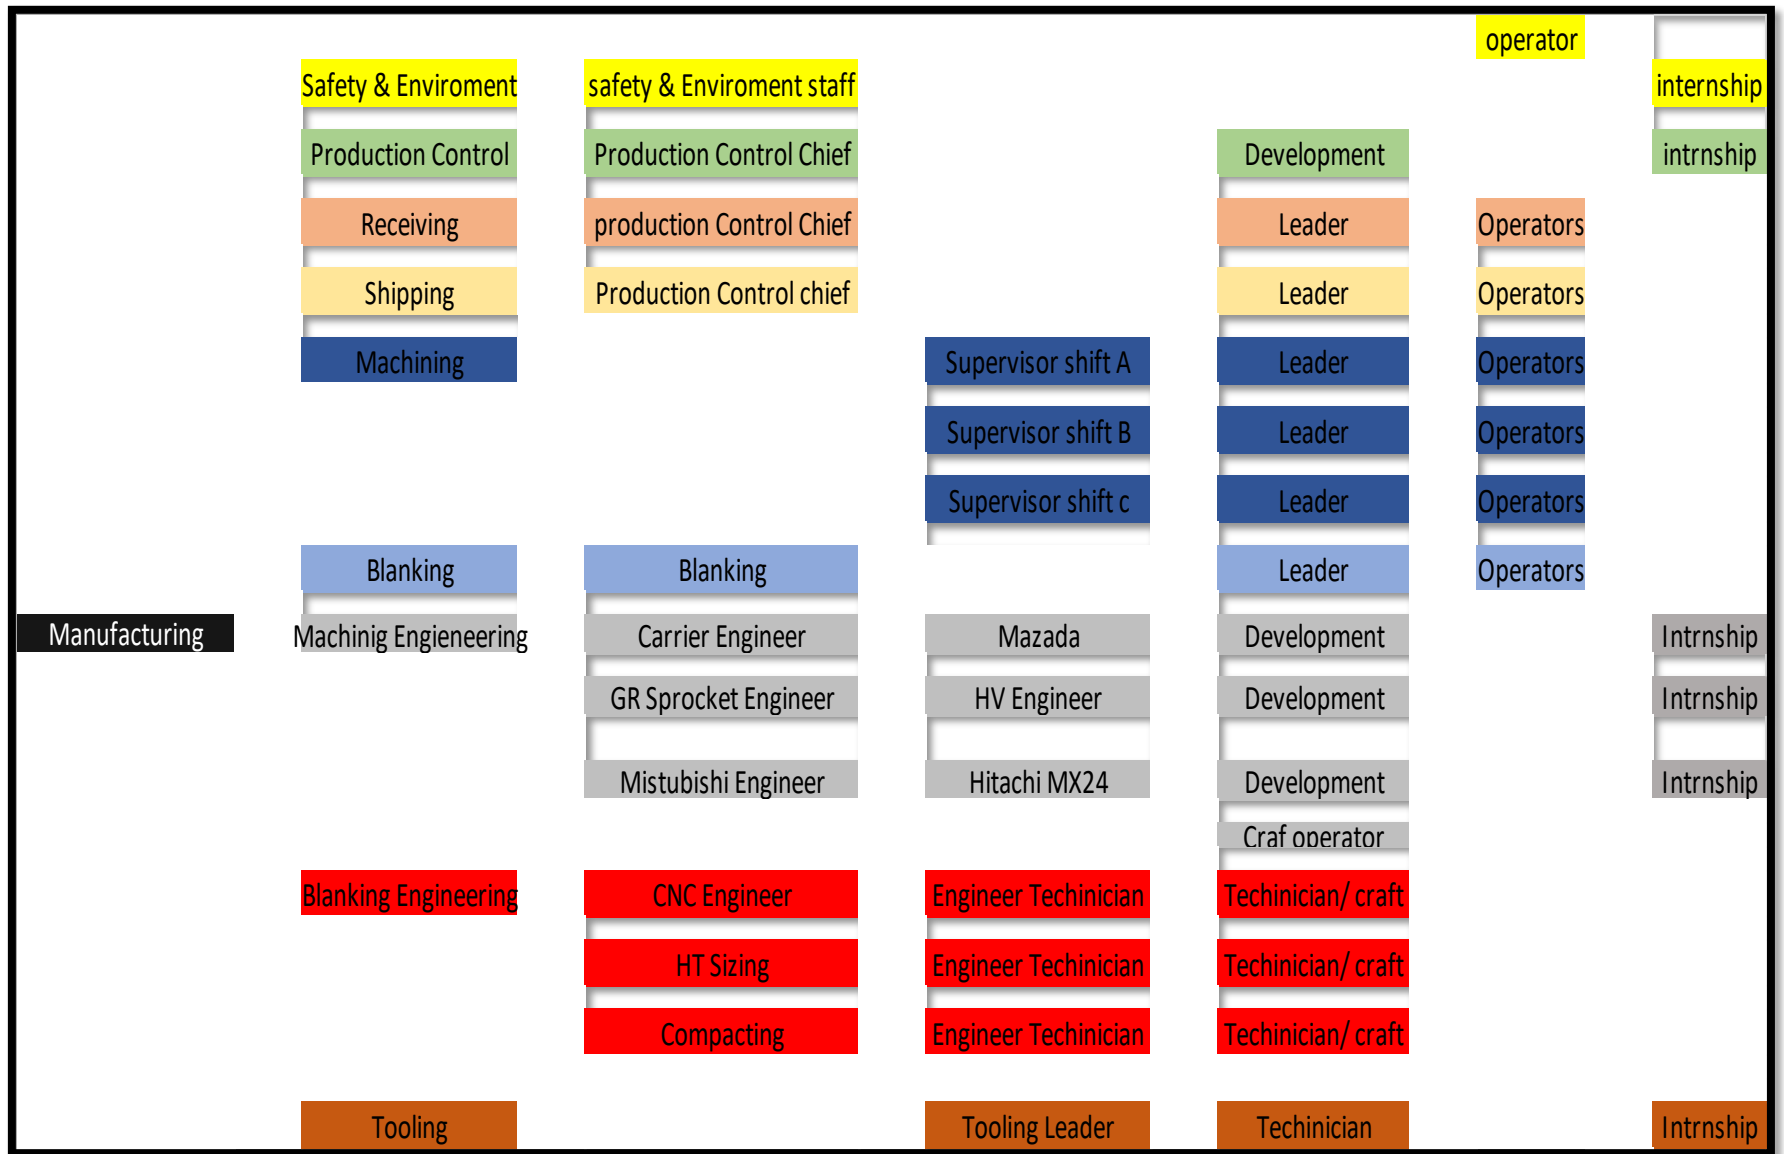 operator
Safety & Enviroment safety & Enviroment staff internship
Production Control Production Control Chief Development intrnship
Receiving production Control Chief Leader Operators
Shipping Production Control chief Leader Operators
Machining Supervisor shift A Leader Operators
Supervisor shift B Leader Operators
Supervisor shift c Leader Operators
Blanking Blanking Leader Operators
Manufacturing Machinig Engieneering Carrier Engineer Mazada Development Intrnship
GR Sprocket Engineer HV Engineer Development Intrnship
Mistubishi Engineer Hitachi MX24 Development Intrnship
Craf operator
Blanking Engineering CNC Engineer Engineer Techinician Techinician/ craft
HT Sizing Engineer Techinician Techinician/ craft
Compacting Engineer Techinician Techinician/ craft
Tooling Tooling Leader Techinician Intrnship